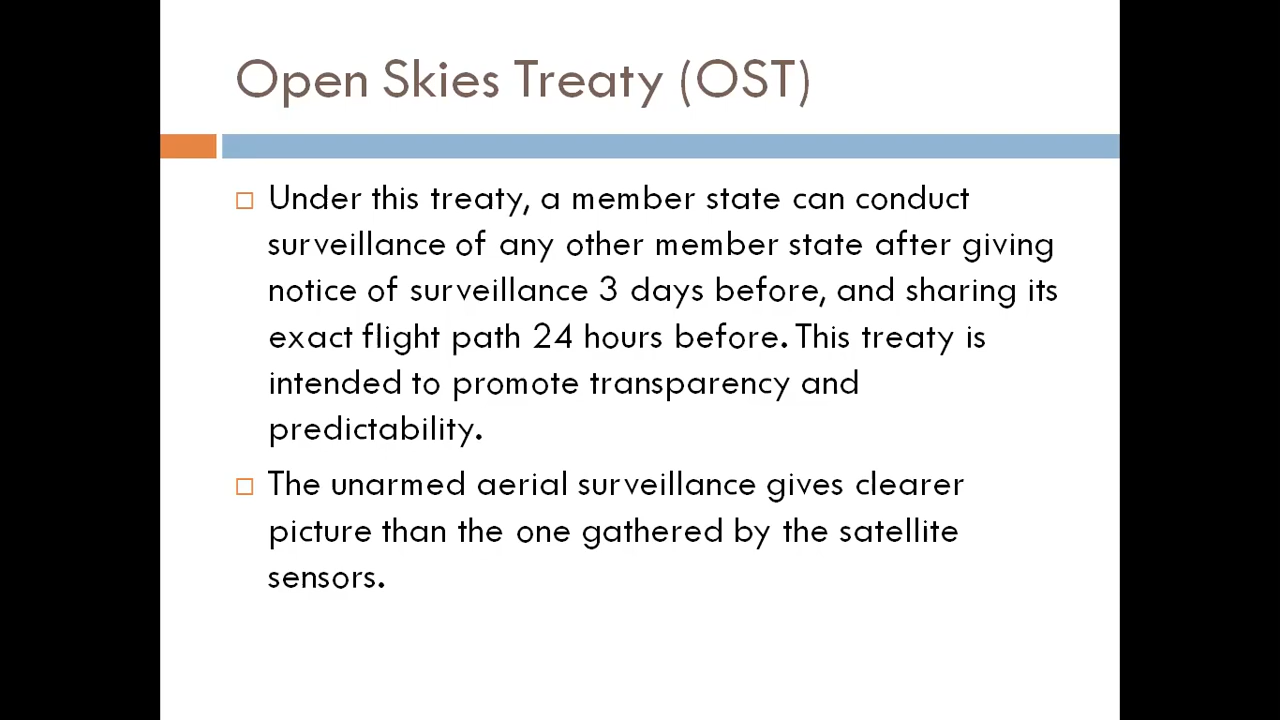 Open Skies Treaty (OST)
Under this treaty, a member state can conduct
surveillance of any other member state after giving
notice of surveillance 3 days before, and sharing its
exact flight path 24 hours before. This treaty is
intended to promote transparency and
predictability.
The unarmed aerial surveillance gives clearer
picture than the one gathered by the satellite
sensors.